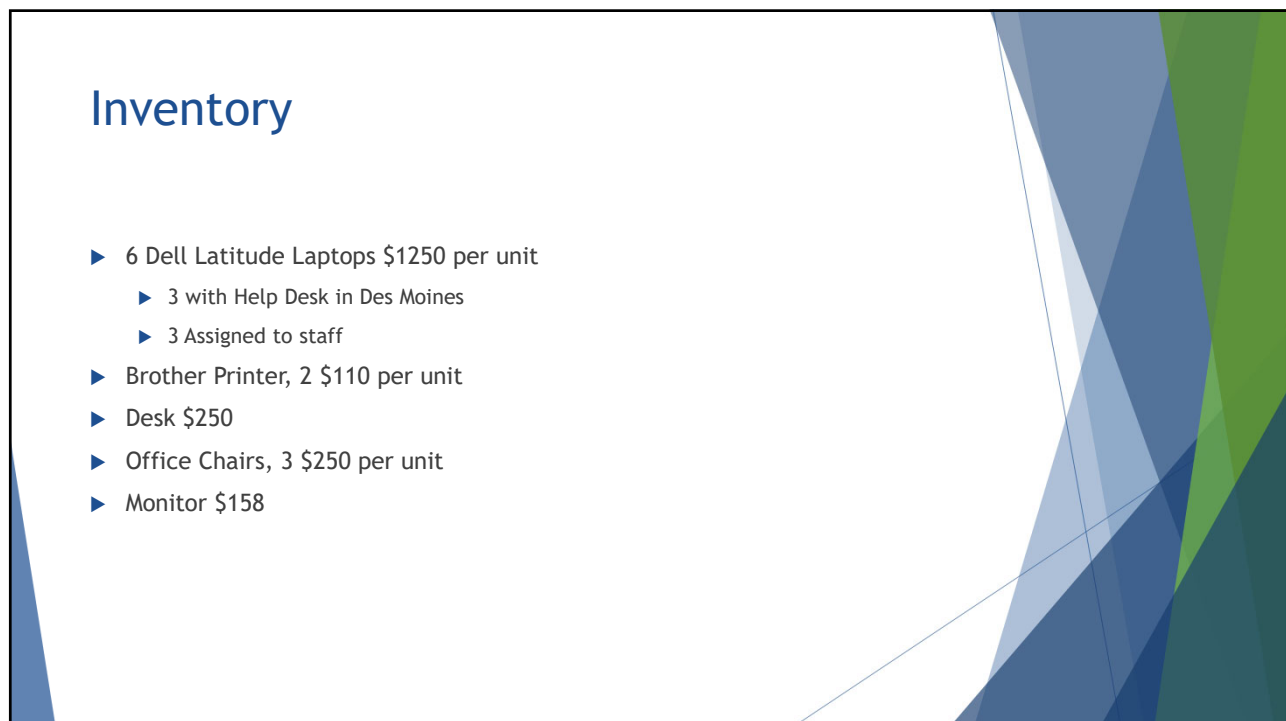 Inventory
6 Dell Latitude Laptops $1250 per unit
3 with Help Desk in Des Moines
3 Assigned to staff
Brother Printer, 2 $110 per unit
Desk $250
Office Chairs, 3 $250 per unit
Monitor $158